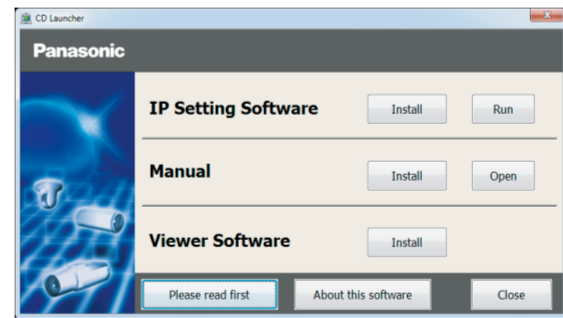 CD Launcher
Panasonic
IP Setting Software Install Run
Manual Install Open
Viewer Software Install
Please read first About this software Close